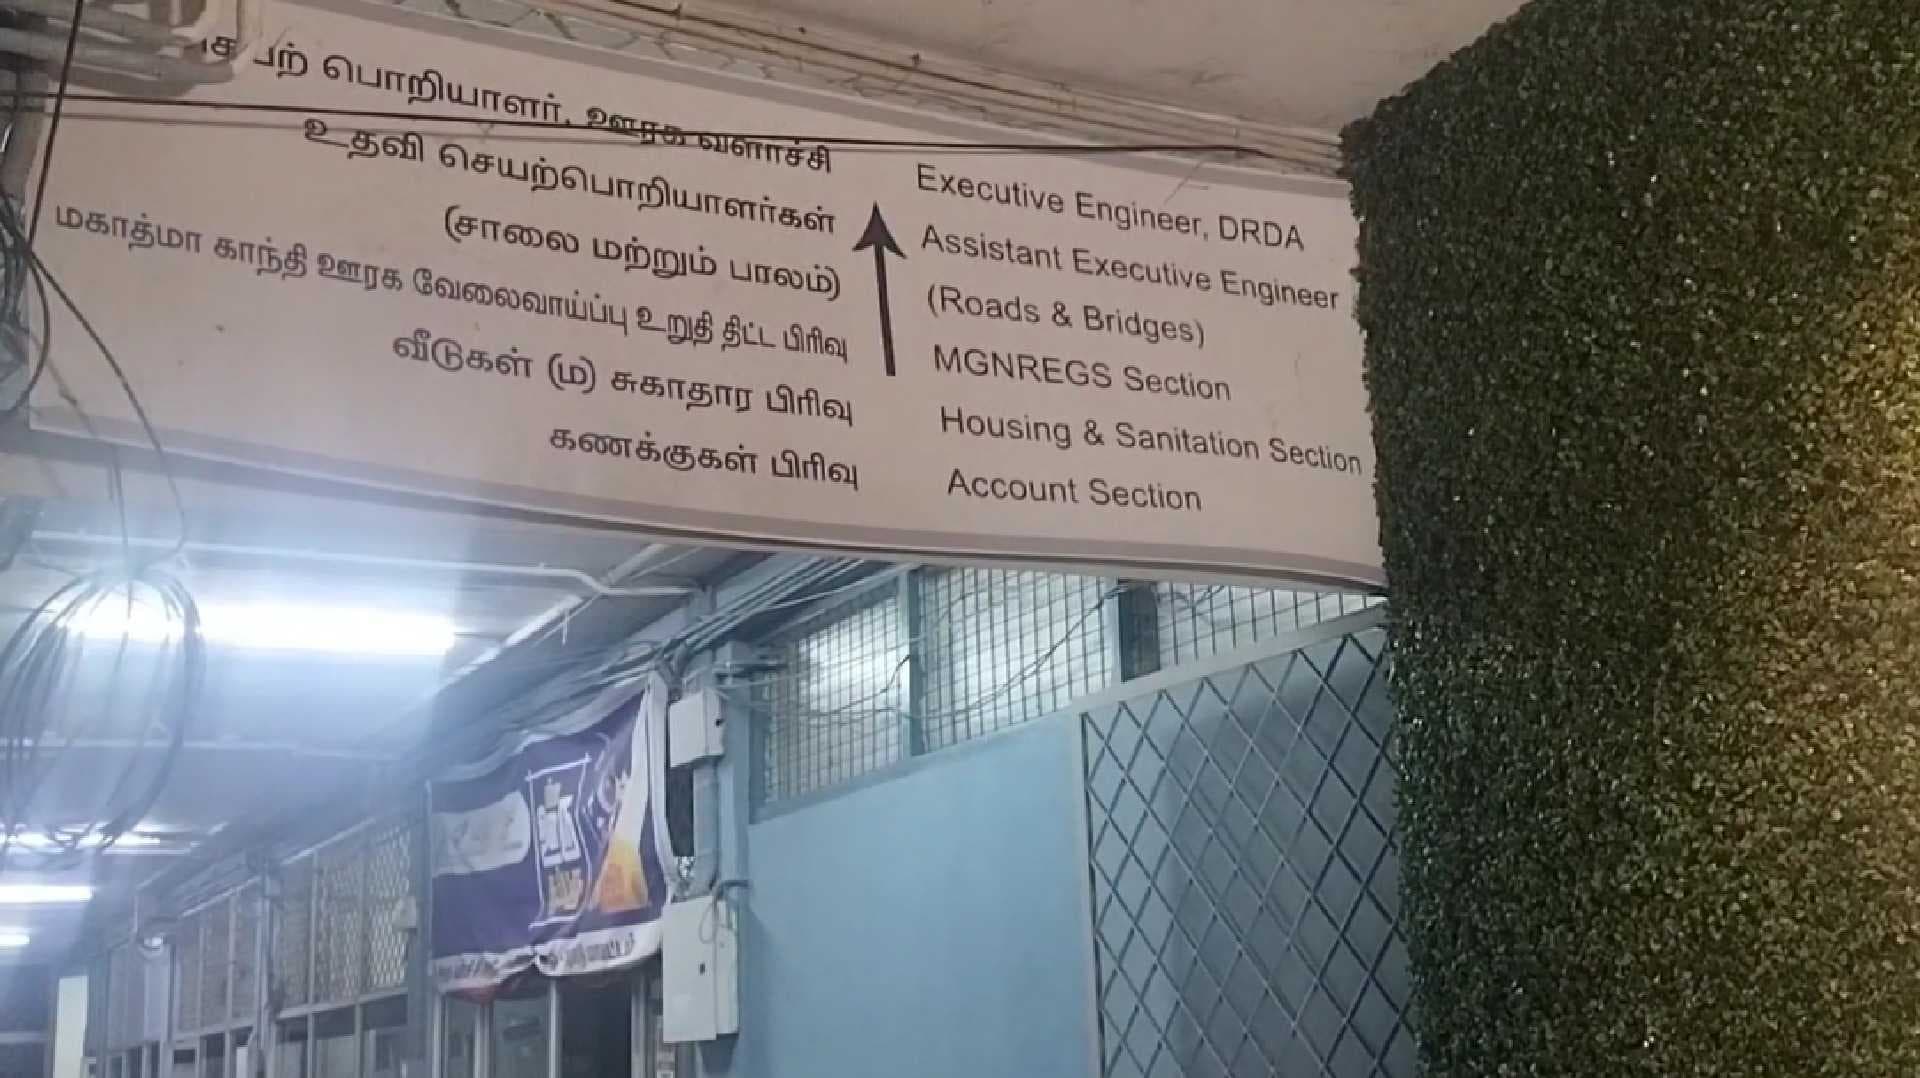 பொறியாளர், ஊரக வளர்ச்சி
உதவி செயற்பொறியாளர்கள்
(சாலை மற்றும் பாலம்)
மகாத்மா காந்தி ஊரக வேலைவாய்ப்பு உறுதி திட்ட பிரிவு
வீடுகள் (ம) சுகாதார பிரிவு
கணக்குகள் பிரிவு
Executive Engineer, DRDA
Assistant Executive Engineer
(Roads & Bridges)
MGNREGS Section
Housing & Sanitation Section
Account Section